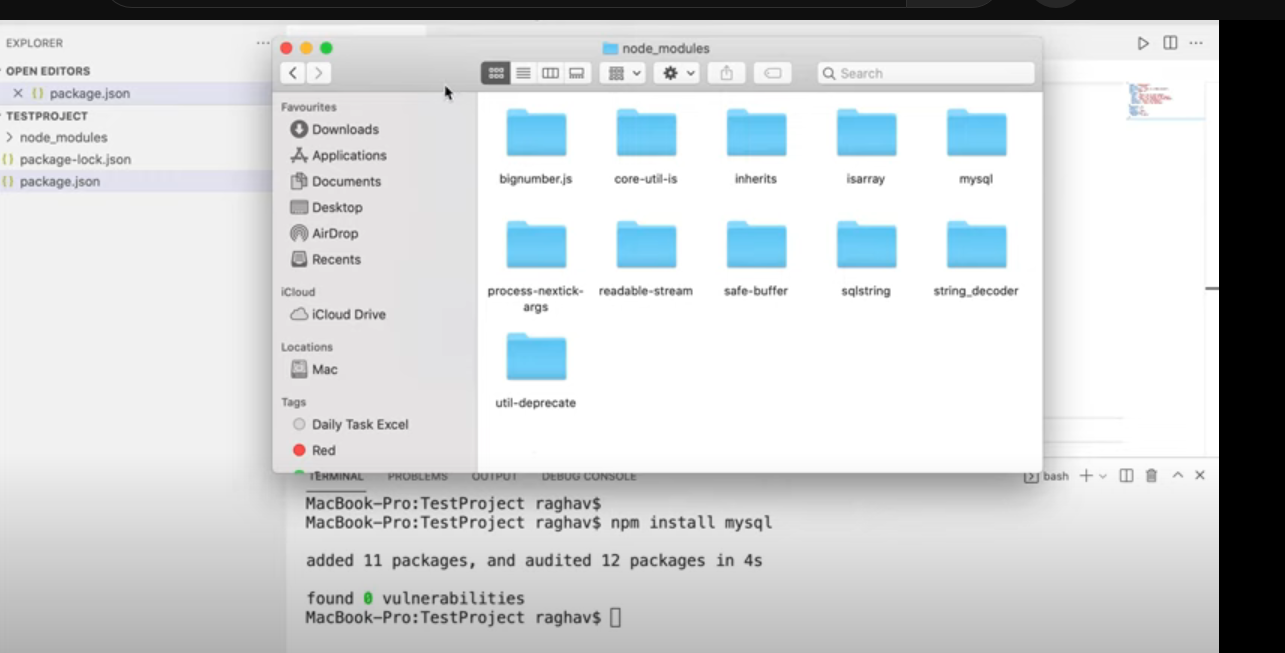 EXPLORER
OPEN EDITORS
package.json
TESTPROJECT
node_modules
package-lock.json
package.json
node_modules
Search
Favourites
Downloads
Applications
Documents
Desktop
AirDrop
Recents
iCloud
iCloud Drive
Locations
Mac
Tags
Daily Task Excel
Red
bignumber.js
core-util-is
inherits
isarray
mysql
process-nextick-
args
readable-stream
safe-buffer
sqlstring
string_decoder
util-deprecate
TERMINAL PROBLEMS OUTPUT DEBUG CONSOLE
bash
MacBook-Pro:TestProject raghav$
MacBook-Pro:TestProject raghav$ npm install mysql
added 11 packages, and audited 12 packages in 4s
found 0 vulnerabilities
MacBook-Pro:TestProject raghav$